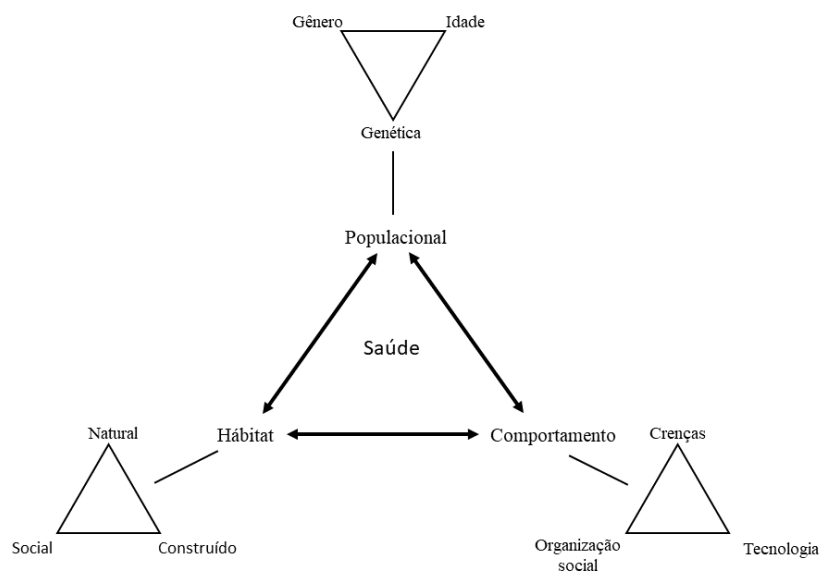 Gênero
Idade
Genética
Populacional
Saúde
Natural
Hábitat
Comportamento
Crenças
Social
Construído
Organização
social
Tecnologia